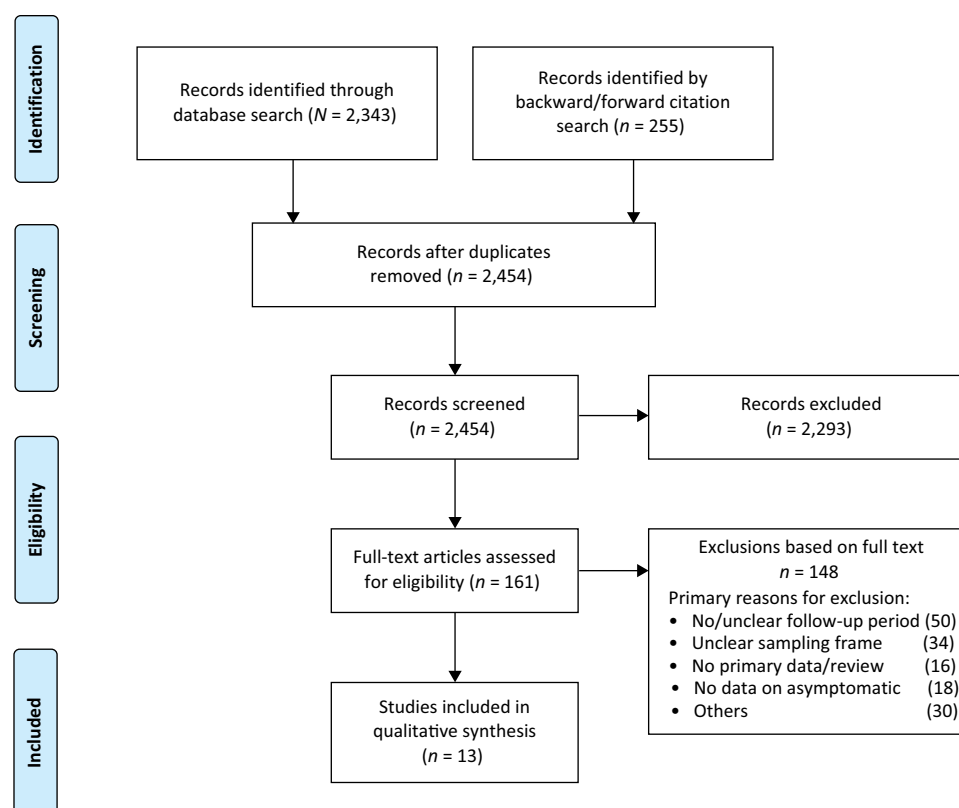 Identification
Records identified through
database search (N = 2,343)
Records identified by
backward/forward citation
search (n = 255)
Screening
Records after duplicates
removed (n = 2,454)
Records screened
(n = 2,454)
Records excluded
(n = 2,293)
Eligibility
Full-text articles assessed
for eligibility (n = 161)
Exclusions based on full text
n = 148
Primary reasons for exclusion:
• No/unclear follow-up period (50)
• Unclear sampling frame (34)
• No primary data/review (16)
• No data on asymptomatic (18)
• Others (30)
Included
Studies included in
qualitative synthesis
(n = 13)